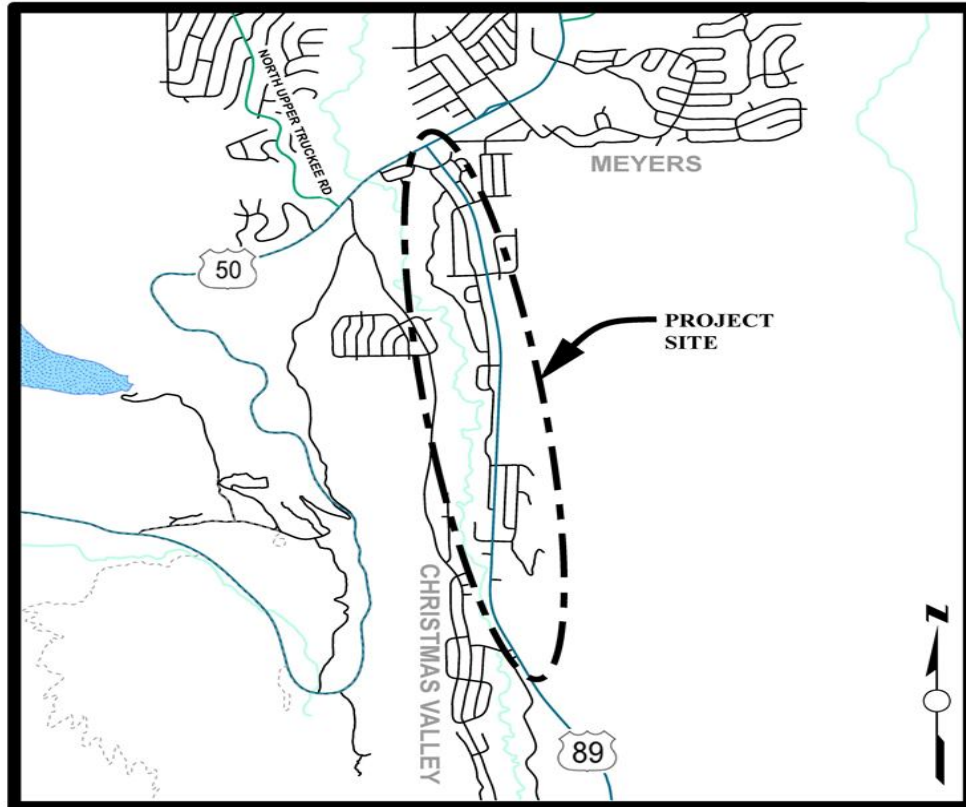 NORTH UPPER TRUCKEE RD
MEYERS
50
PROJECT
SITE
CHRISTMAS VALLEY
89
N